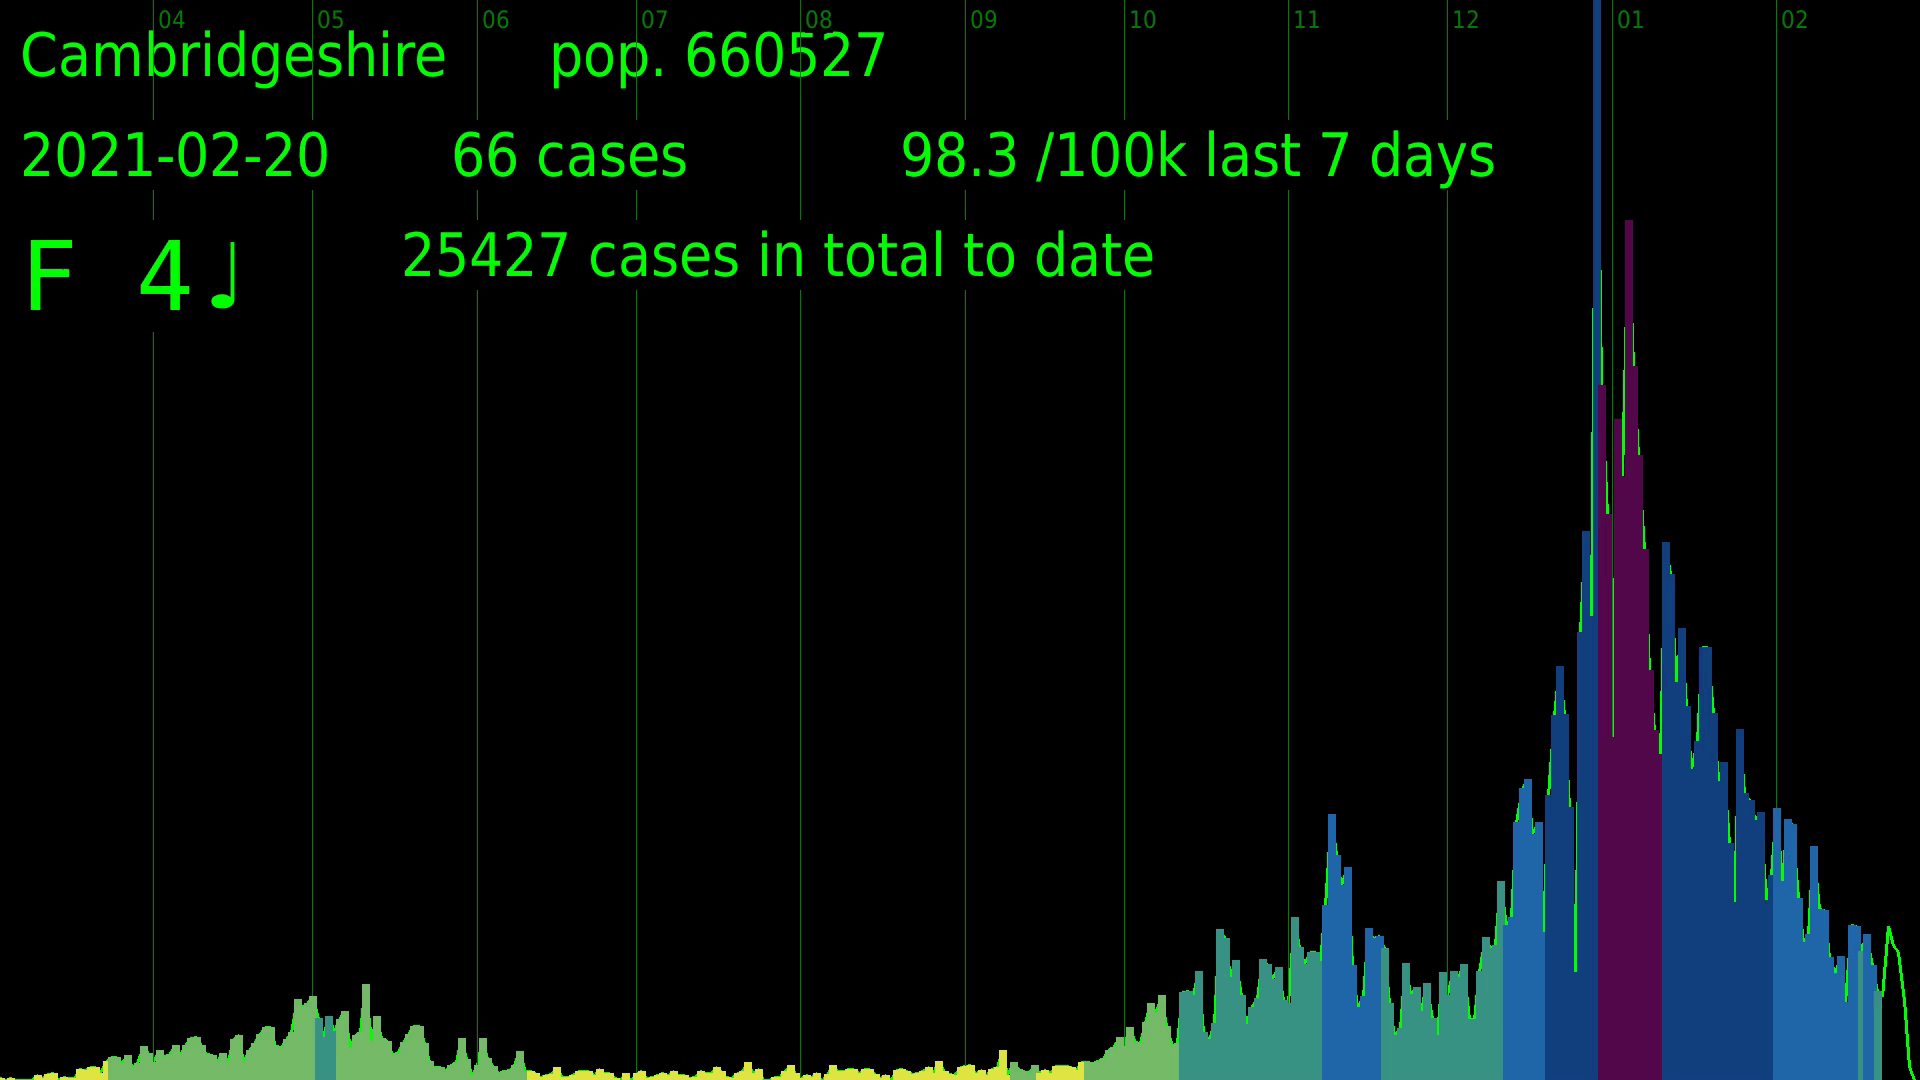 04 05 06 07 08 09 10 11 12 01 02
Cambridgeshire pop. 660527
2021-02-20 66 cases 98.3 /100k last 7 days
F 4♩ 25427 cases in total to date